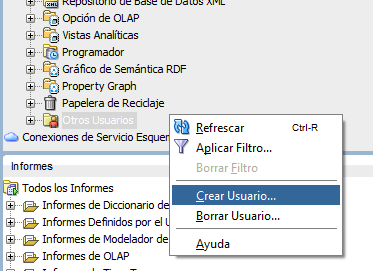 Repositorio de Base de Datos XML
Opción de OLAP
Vistas Analíticas
Programador
Gráfico de Semántica RDF
Property Graph
Papelera de Reciclaje
Otros Usuarios
Conexiones de Servicio Esquem
Refrescar Ctrl-R
Aplicar Filtro...
Borrar Filtro
Crear Usuario...
Borrar Usuario...
Ayuda
Informes
Todos los Informes
Informes de Diccionario de
Informes Definidos por el U
Informes de Modelador de
Informes de OLAP